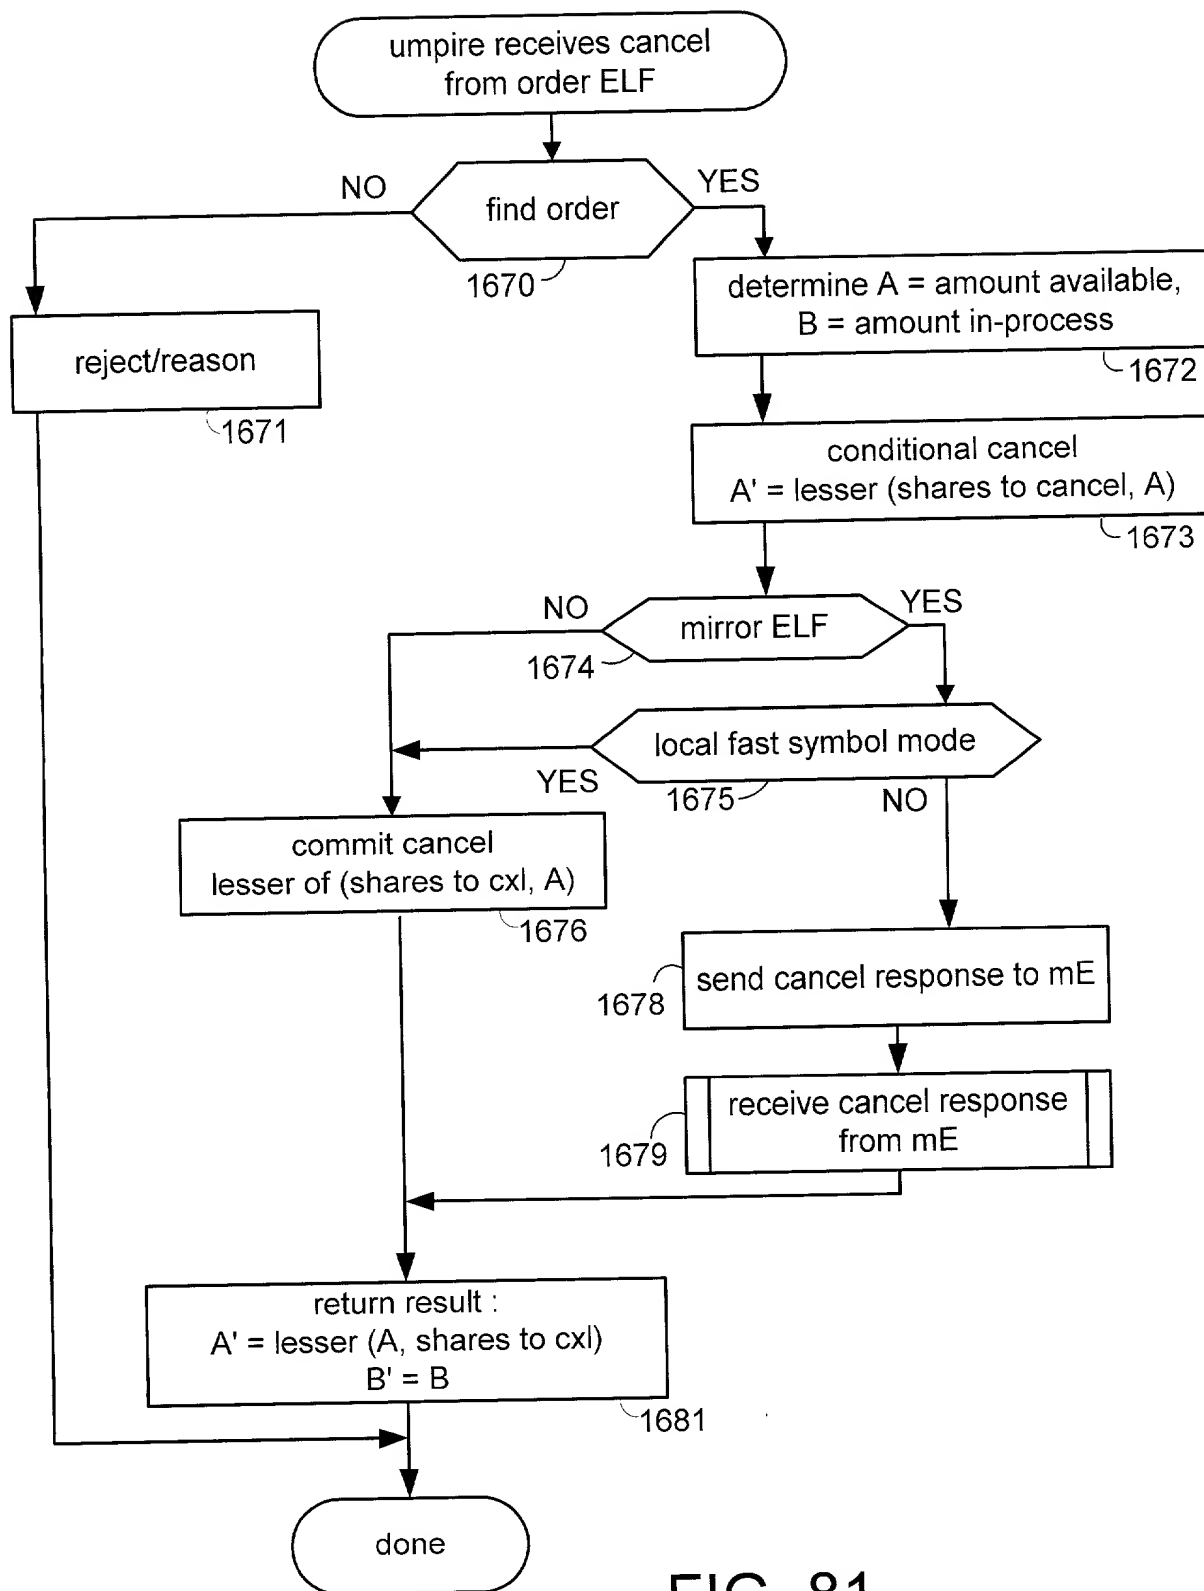 umpire receives cancel
from order ELF
NO
YES
find order
1670
determine A = amount available,
B = amount in-process
1672
reject/reason
1671
conditional cancel
A' = lesser (shares to cancel, A)
1673
NO
YES
mirror ELF
1674
local fast symbol mode
YES
1675
NO
commit cancel
lesser of (shares to cxl, A)
1676
send cancel response to mE
1678
receive cancel response
from mE
1679
return result :
A' = lesser (A, shares to cxl)
B' = B
1681
done
FIG. 81